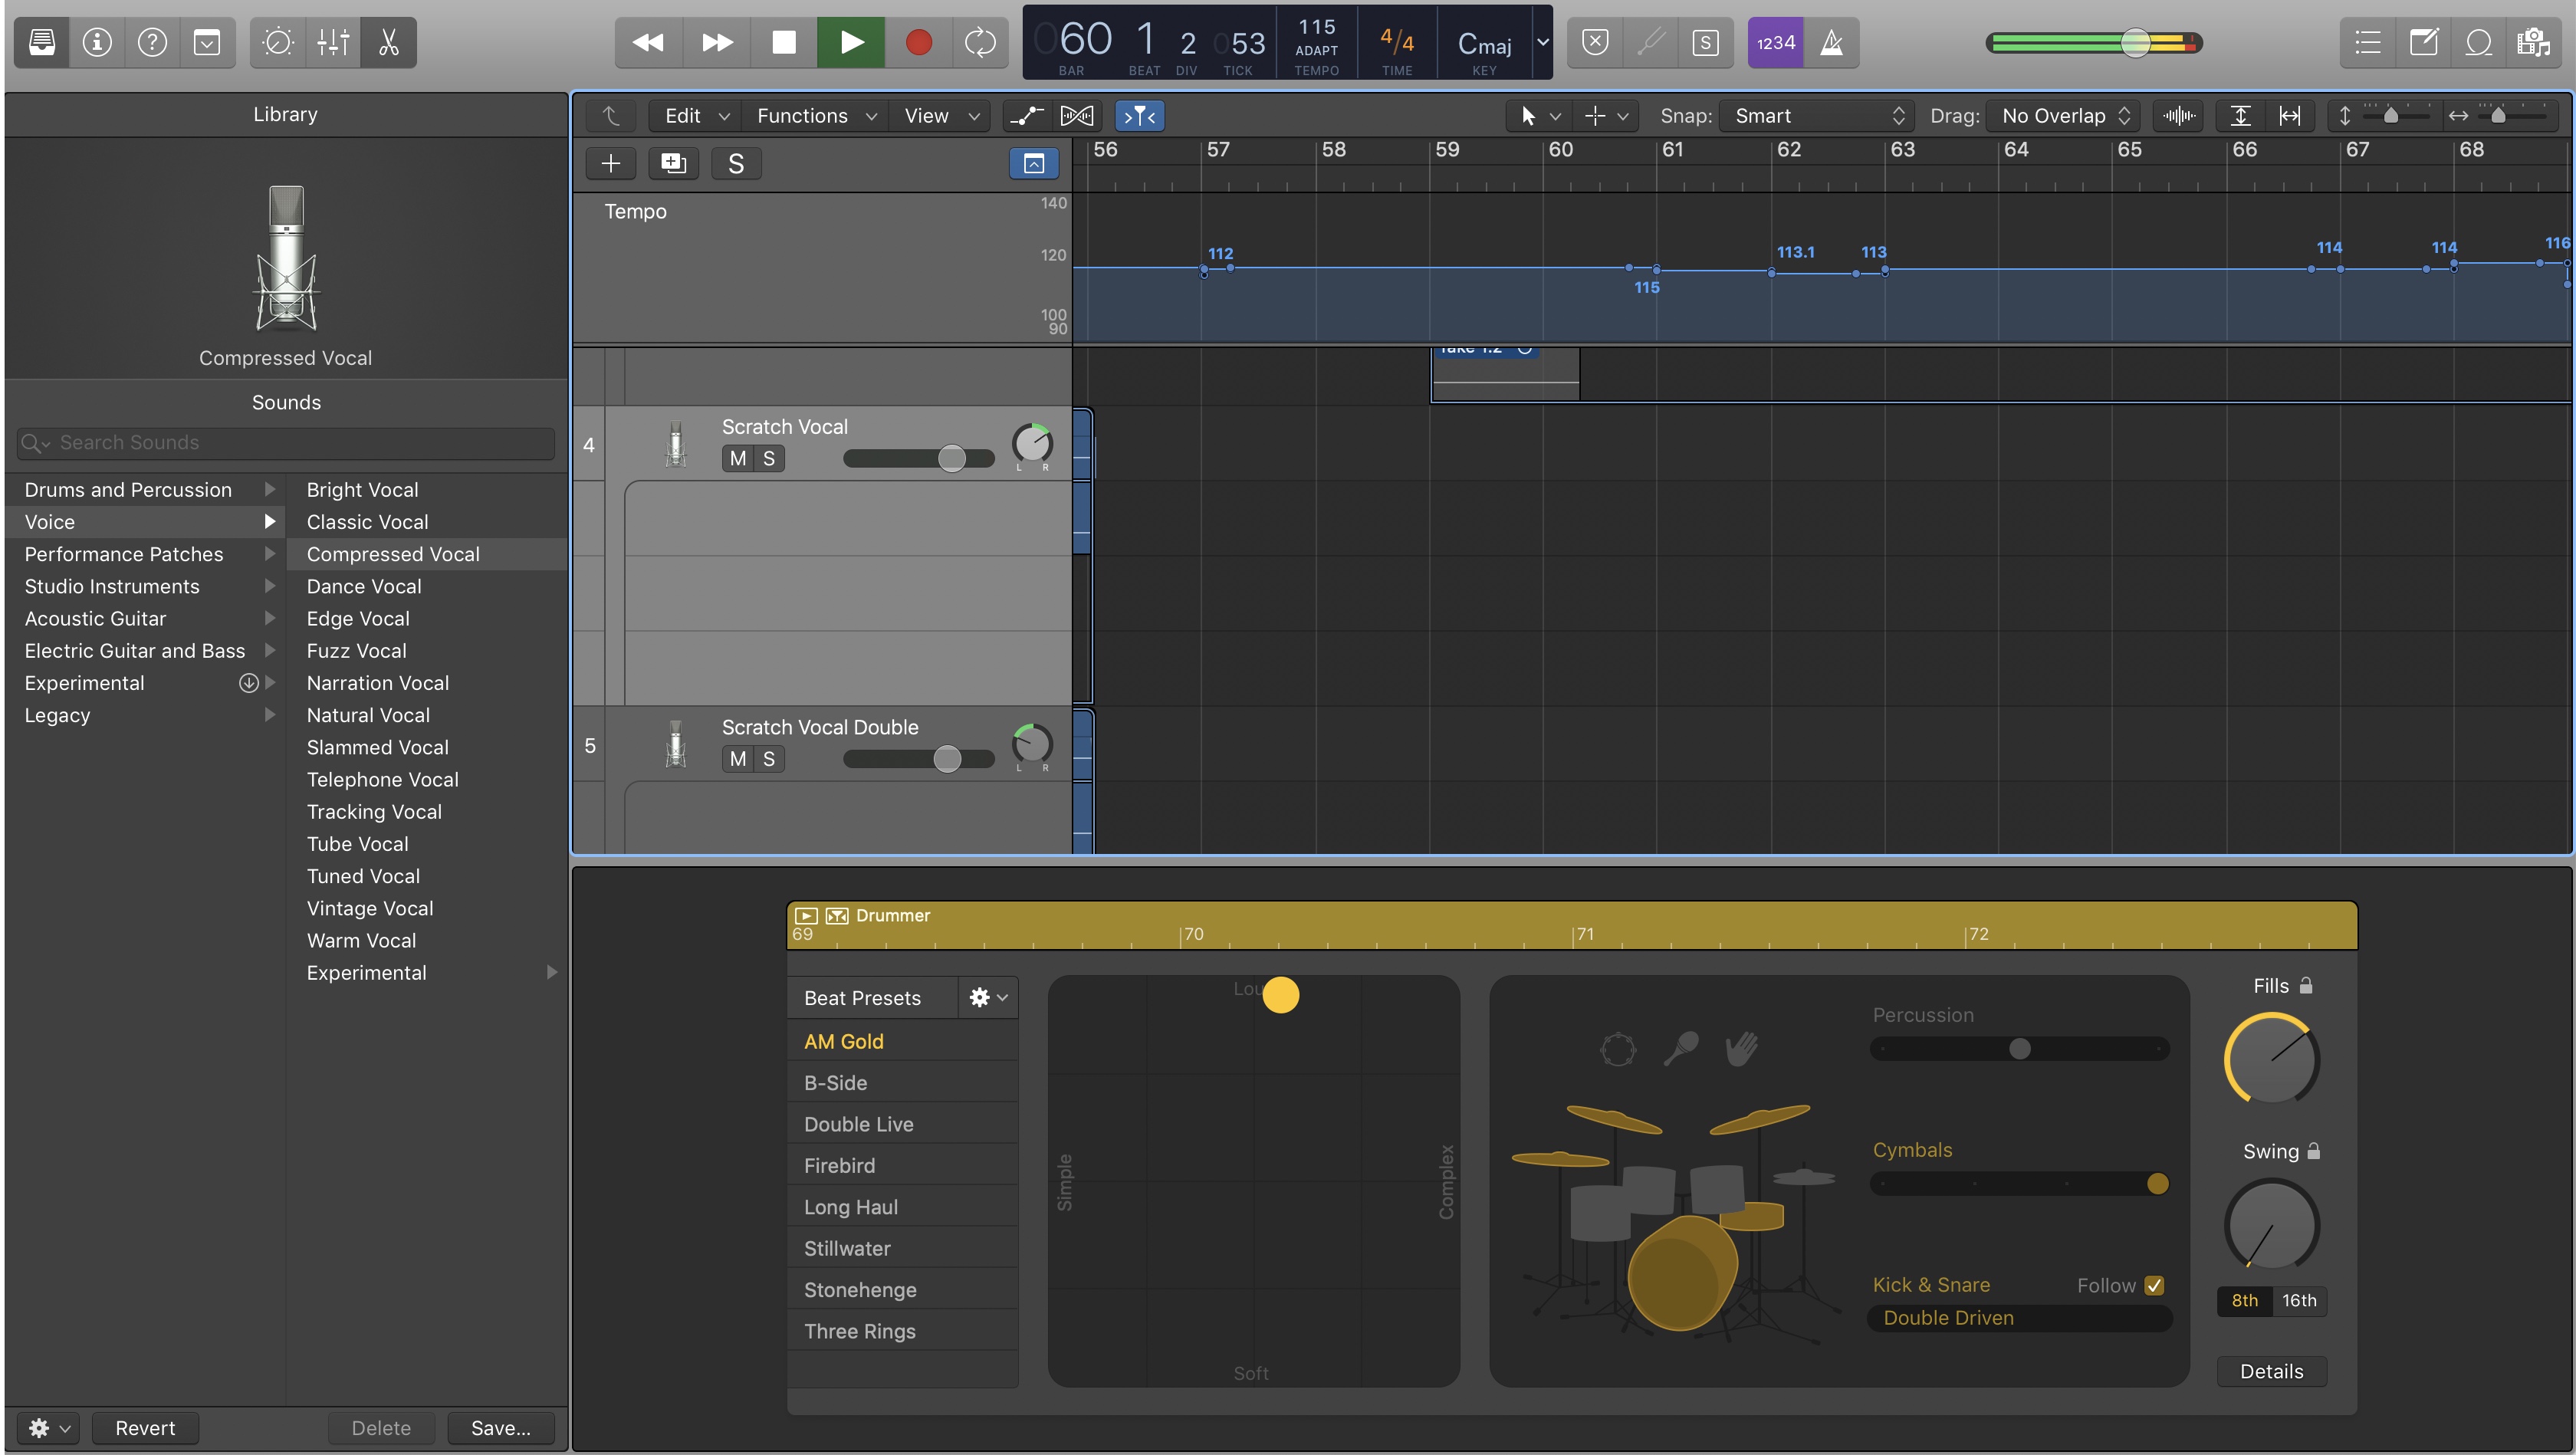 060 1 2 053
BAR BEAT DIV TICK
115
ADAPT
TEMPO
4/4
TIME
Cmaj
KEY
S
1234
Library
Compressed Vocal
Sounds
Search Sounds
Drums and Percussion
Voice
Performance Patches
Studio Instruments
Acoustic Guitar
Electric Guitar and Bass
Experimental
Legacy
Bright Vocal
Classic Vocal
Compressed Vocal
Dance Vocal
Edge Vocal
Fuzz Vocal
Narration Vocal
Natural Vocal
Slammed Vocal
Telephone Vocal
Tracking Vocal
Tube Vocal
Tuned Vocal
Vintage Vocal
Warm Vocal
Experimental
Revert Delete Save...
Edit Functions View Snap: Smart Drag: No Overlap
S
56 57 58 59 60 61 62 63 64 65 66 67 68
Tempo
140
120
100
90
112 115 113.1 113 114 114 116
Take 1.2
4
Scratch Vocal
M S
L R
5
Scratch Vocal Double
M S
L R
Drummer
69 70 71 72
Beat Presets
AM Gold
B-Side
Double Live
Firebird
Long Haul
Stillwater
Stonehenge
Three Rings
Simple
Complex
Soft
Percussion
Cymbals
Kick & Snare Follow
Double Driven
Fills
Swing
8th 16th
Details